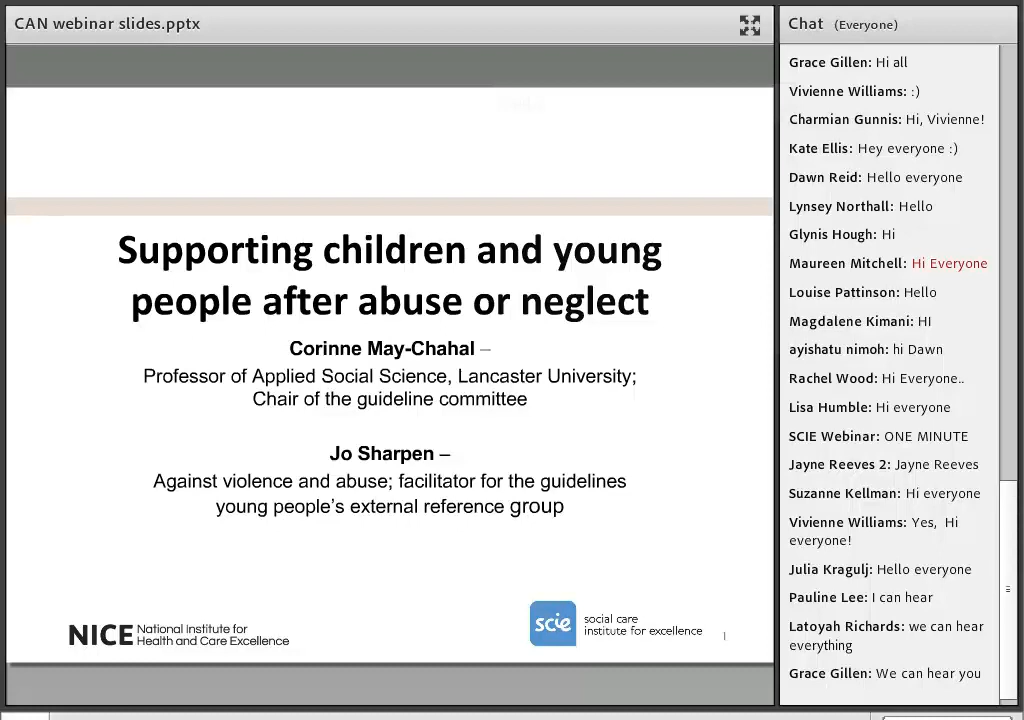 CAN webinar slides.pptx
Supporting children and young
people after abuse or neglect
Corinne May-Chahal –
Professor of Applied Social Science, Lancaster University;
Chair of the guideline committee
Jo Sharpen –
Against violence and abuse; facilitator for the guidelines
young people’s external reference group
NICE National Institute for
Health and Care Excellence
scie social care
institute for excellence
1
Chat (Everyone)
Grace Gillen: Hi all
Vivienne Williams: :)
Charmian Gunnis: Hi, Vivienne!
Kate Ellis: Hey everyone :)
Dawn Reid: Hello everyone
Lynsey Northall: Hello
Glynis Hough: Hi
Maureen Mitchell: Hi Everyone
Louise Pattinson: Hello
Magdalene Kimani: HI
ayishatu nimoh: hi Dawn
Rachel Wood: Hi Everyone..
Lisa Humble: Hi everyone
SCIE Webinar: ONE MINUTE
Jayne Reeves 2: Jayne Reeves
Suzanne Kellman: Hi everyone
Vivienne Williams: Yes, Hi
everyone!
Julia Kragulj: Hello everyone
Pauline Lee: I can hear
Latoyah Richards: we can hear
everything
Grace Gillen: We can hear you